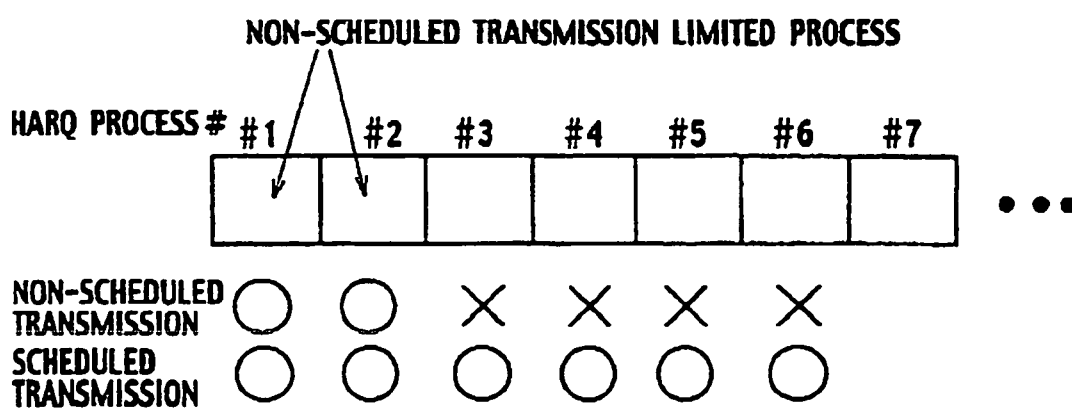 NON-SCHEDULED TRANSMISSION LIMITED PROCESS
HARQ PROCESS # #1 #2 #3 #4 #5 #6 #7
NON-SCHEDULED
TRANSMISSION
SCHEDULED
TRANSMISSION